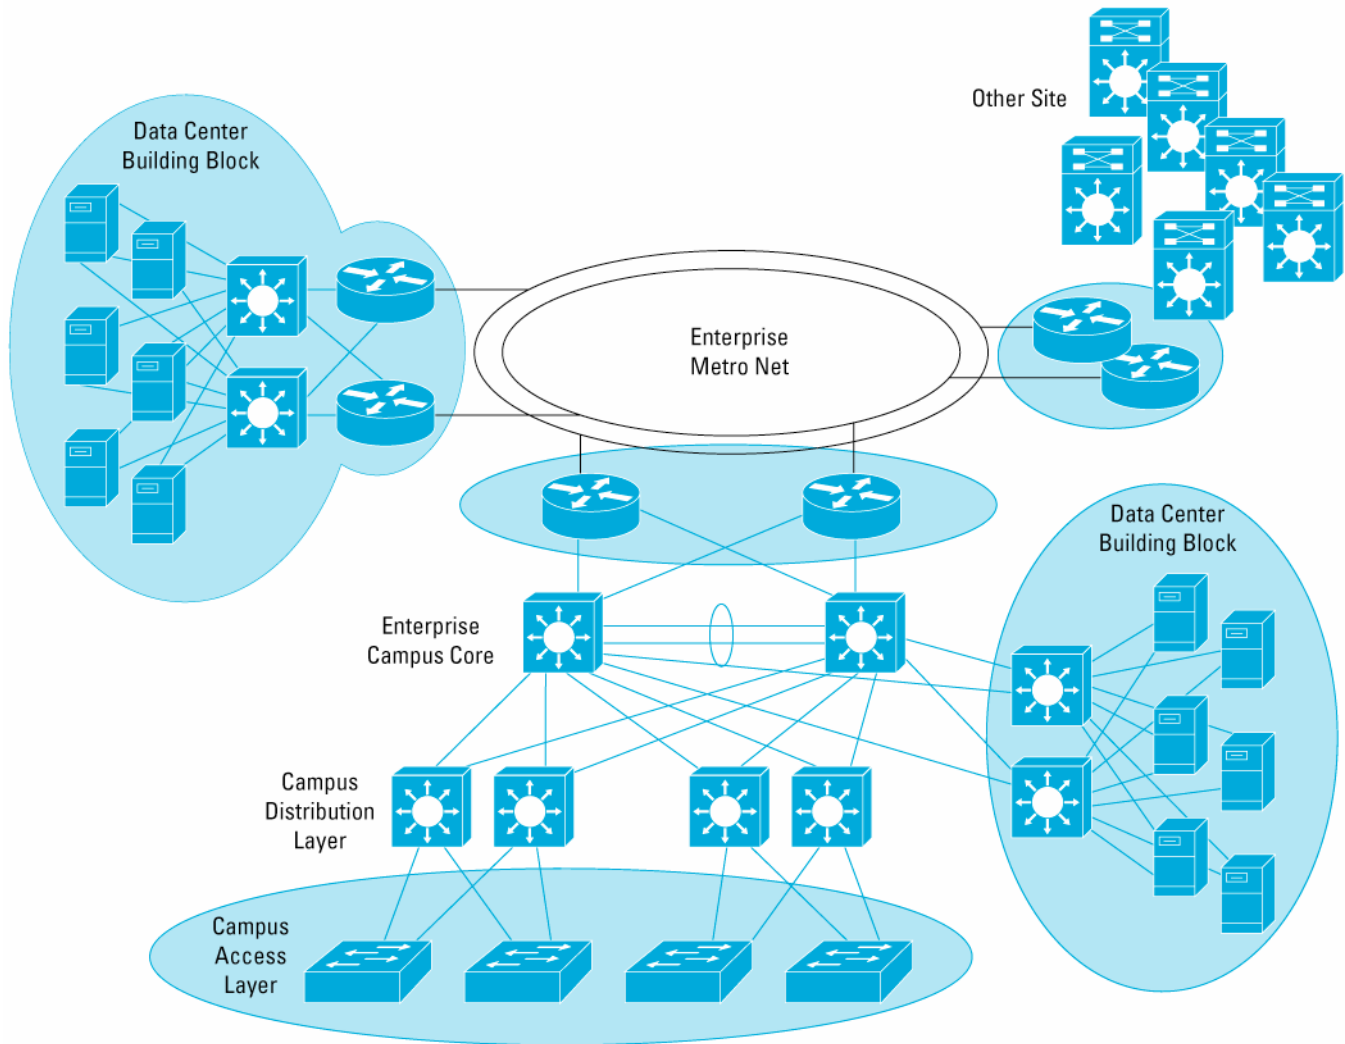 Other Site
Data Center
Building Block
Enterprise
Metro Net
Data Center
Building Block
Enterprise
Campus Core
Campus
Distribution
Layer
Campus
Access
Layer